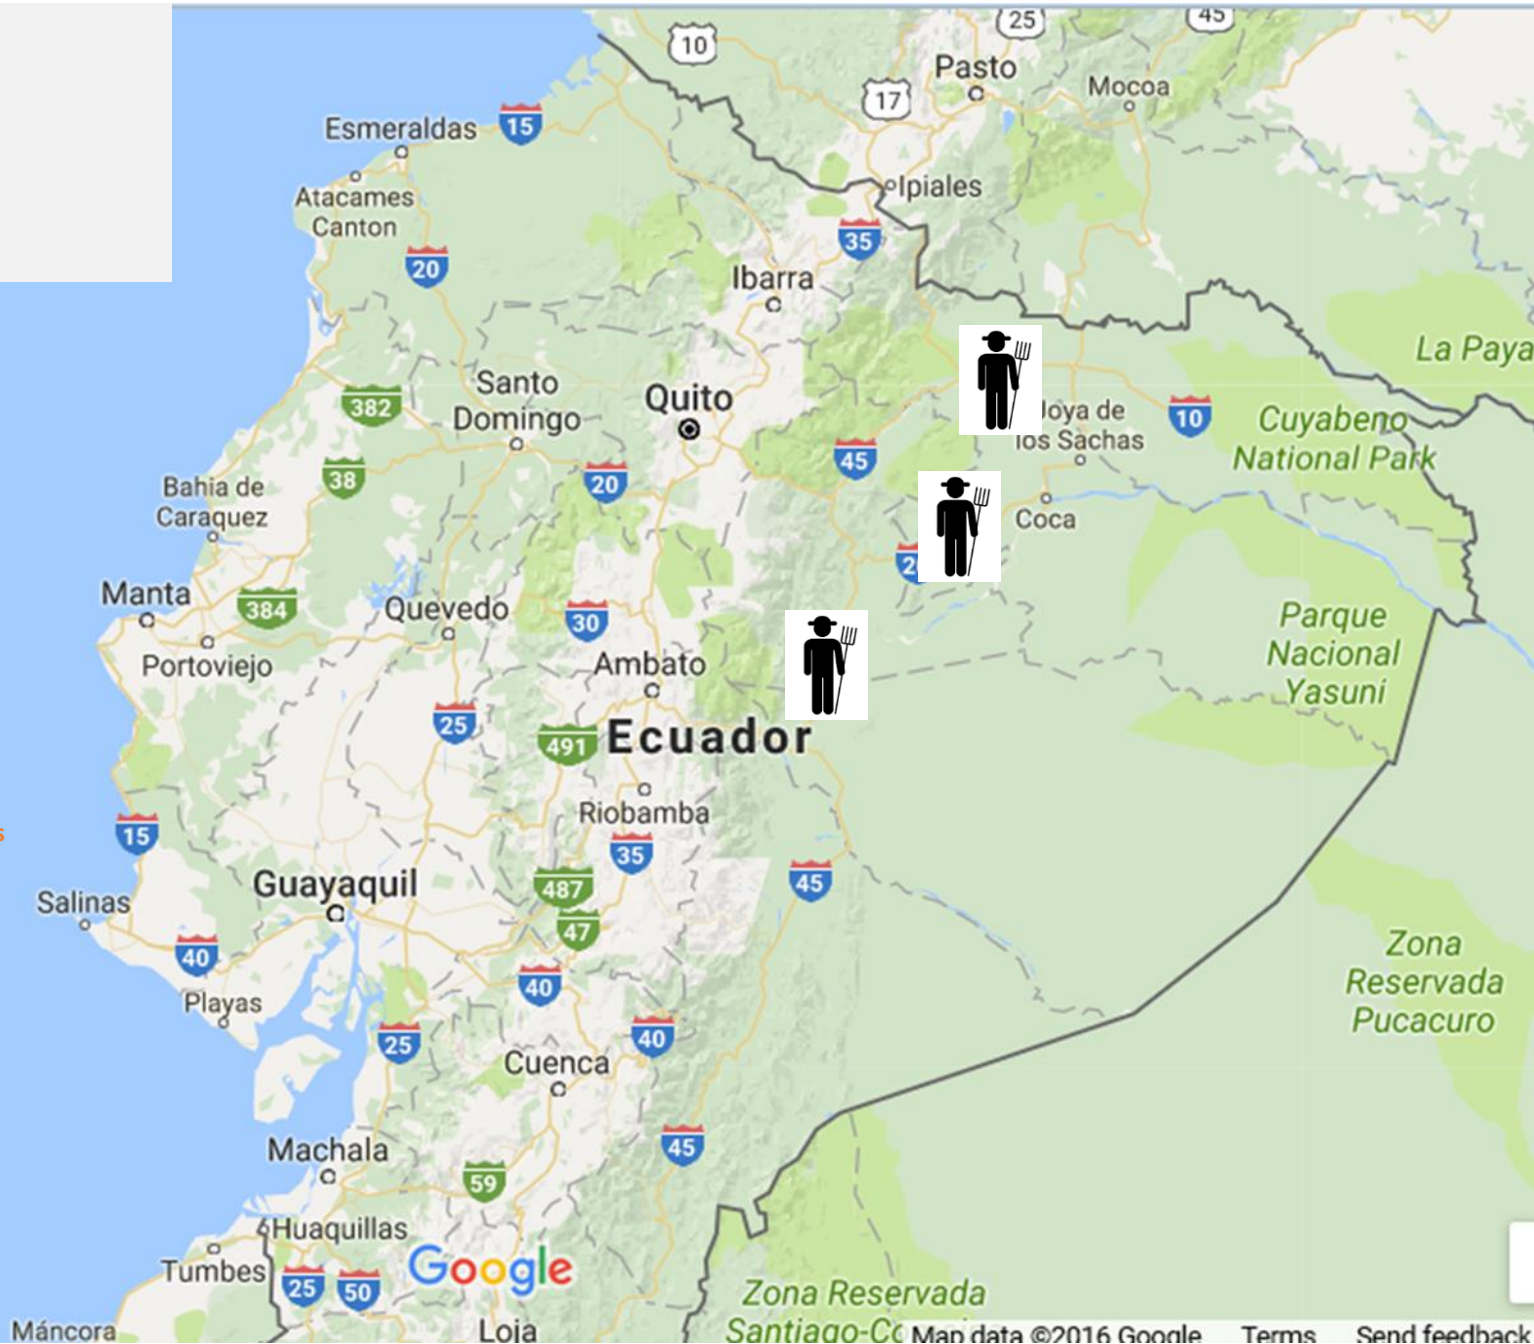 25
45
10
Pasto
Mocoa
17
Esmeraldas
15
Ipiales
Atacames
Canton
35
20
Ibarra
La Paya
Santo
Domingo
Quito
382
Joya de
los Sachas
10
Cuyabeno
National Park
45
38
20
Bahia de
Caraquez
Coca
Manta
384
Quevedo
30
Parque
Nacional
Yasuni
Portoviejo
Ambato
25
491
Ecuador
Riobamba
15
35
Guayaquil
487
45
Salinas
47
40
40
Zona
Reservada
Pucacuro
Playas
25
40
Cuenca
Machala
45
59
Huaquillas
Tumbes
25
50
Google
Zona Reservada
Máncora
Loja
Map data ©2016 Google
Terms
Send feedback